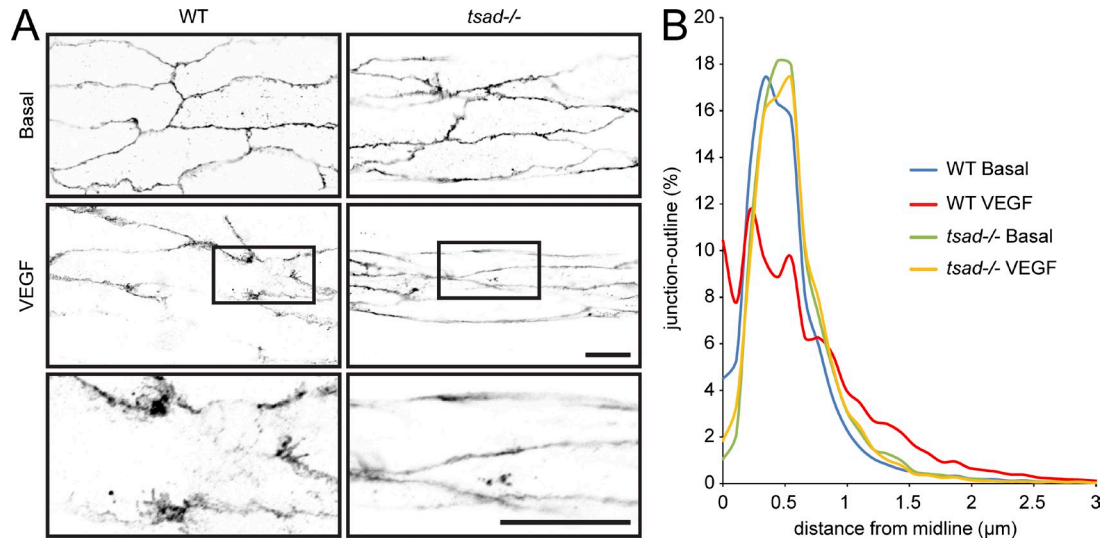 A
WT
tsad-/-
Basal
VEGF
B
junction-outline (%)
20
18
16
14
12
10
8
6
4
2
0
0
0.5
1
1.5
2
2.5
3
distance from midline (µm)
WT Basal
WT VEGF
tsad-/- Basal
tsad-/- VEGF